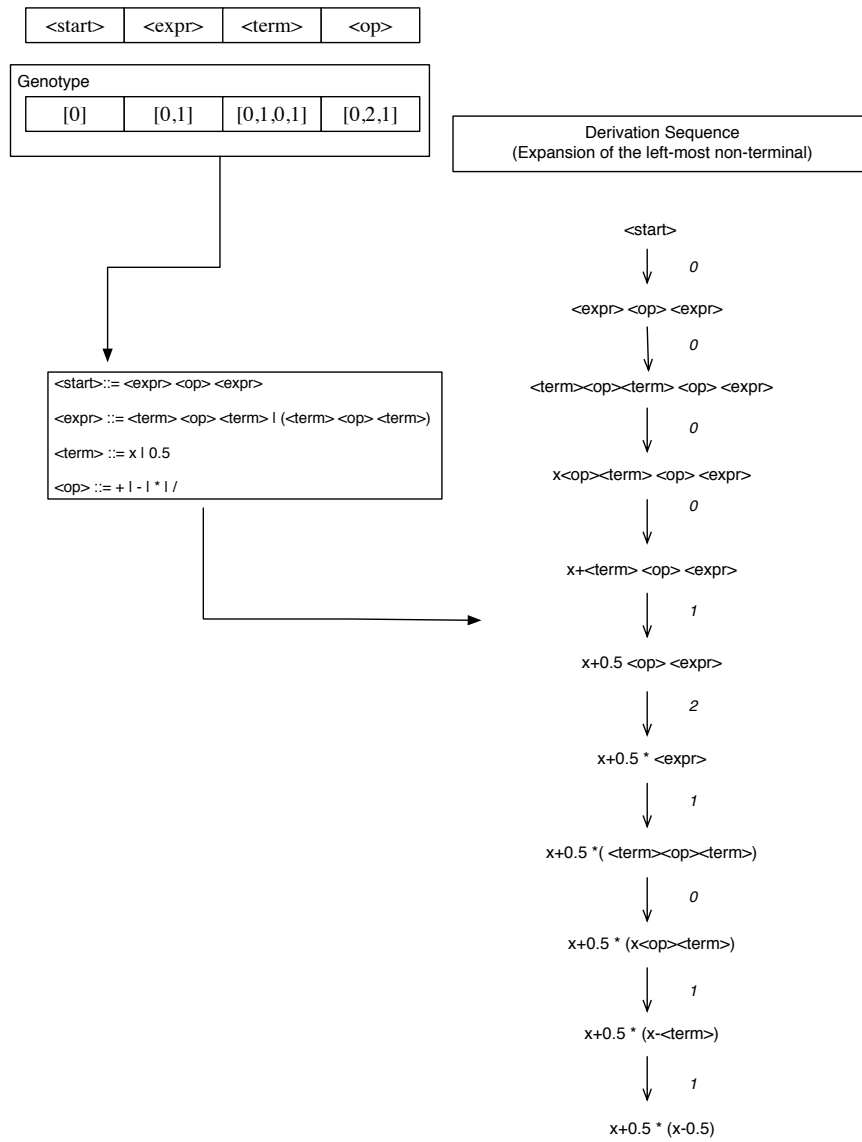 <start> <expr> <term> <op>
Genotype
[0] [0,1] [0,1,0,1] [0,2,1]
<start>::= <expr> <op> <expr>
<expr> ::= <term> <op> <term> | (<term> <op> <term>)
<term> ::= x | 0.5
<op> ::= + | - | * | /
Derivation Sequence
(Expansion of the left-most non-terminal)
<start>
0
<expr> <op> <expr>
0
<term><op><term> <op> <expr>
0
x<op><term> <op> <expr>
0
x+<term> <op> <expr>
1
x+0.5 <op> <expr>
2
x+0.5 * <expr>
1
x+0.5 *( <term><op><term>)
0
x+0.5 * (x<op><term>)
1
x+0.5 * (x-<term>)
1
x+0.5 * (x-0.5)